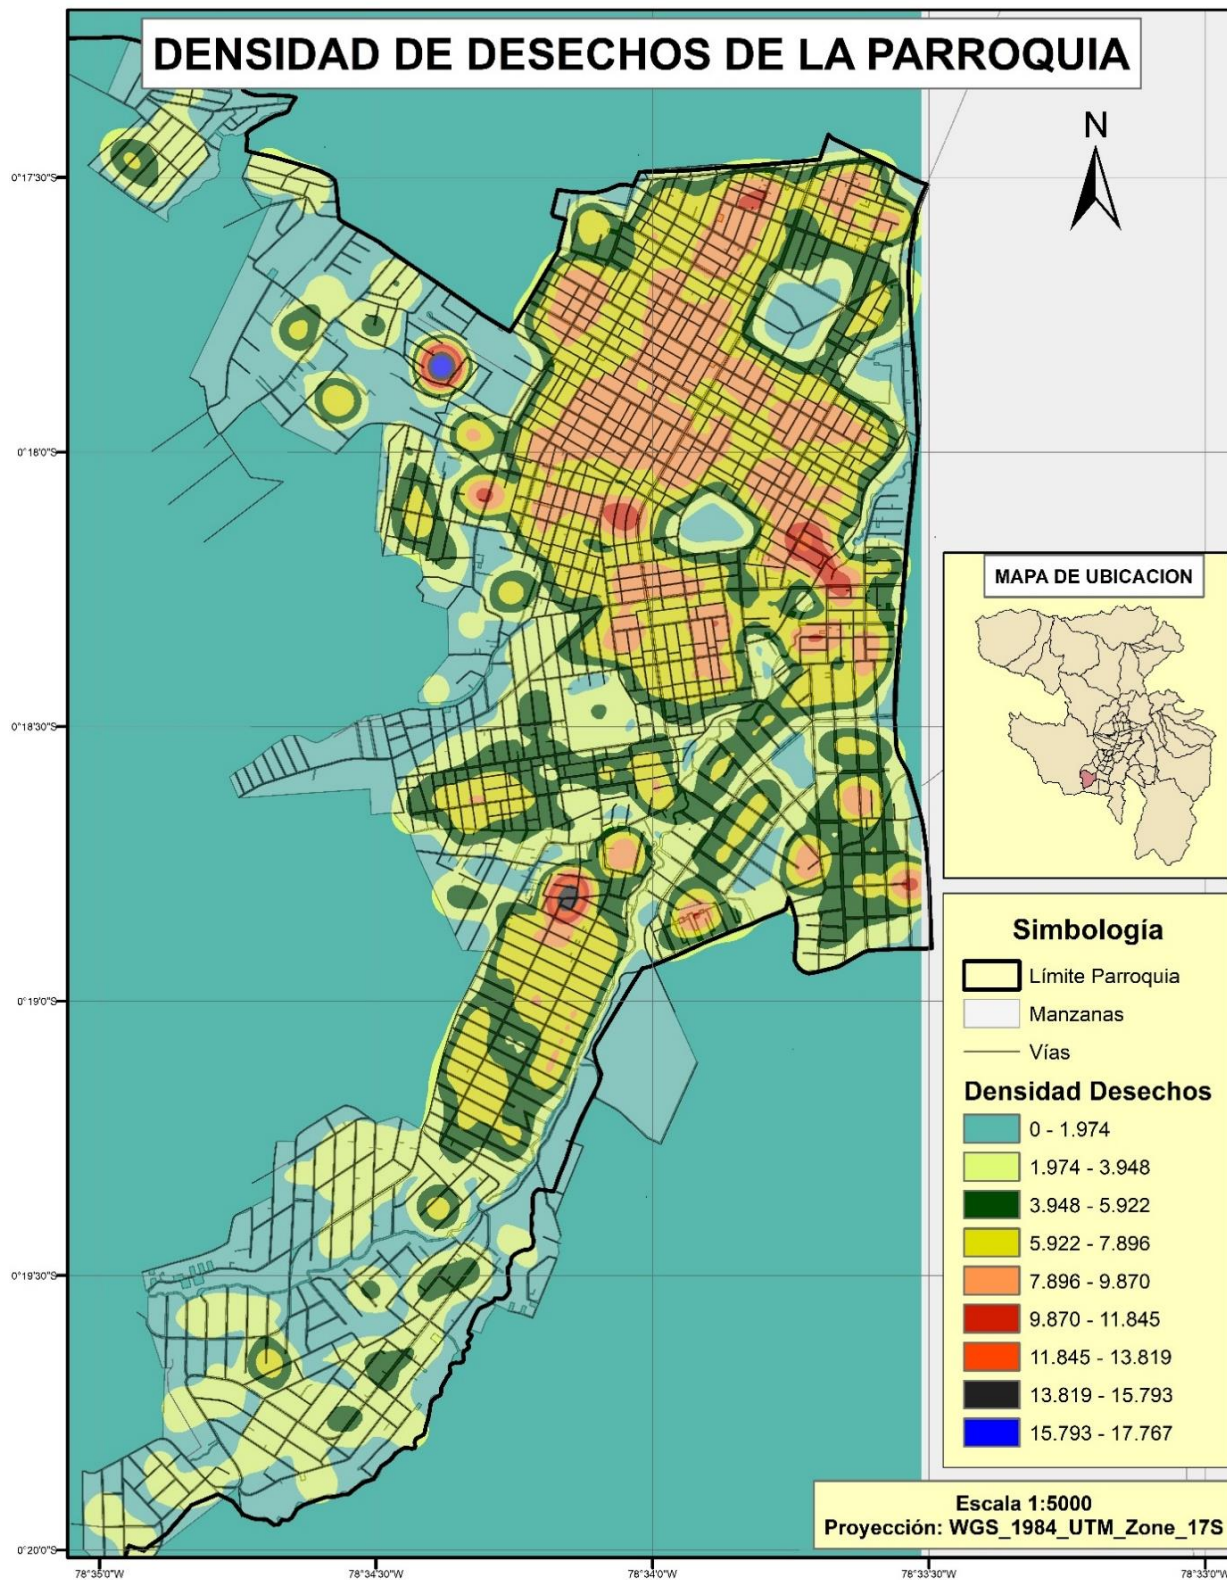 DENSIDAD DE DESECHOS DE LA PARROQUIA
N
0°17'30"S
0°18'0"S
0°18'30"S
0°19'0"S
0°19'30"S
0°20'0"S
MAPA DE UBICACION
Simbología
Límite Parroquia
Manzanas
Vías
Densidad Desechos
0 - 1.974
1.974 - 3.948
3.948 - 5.922
5.922 - 7.896
7.896 - 9.870
9.870 - 11.845
11.845 - 13.819
13.819 - 15.793
15.793 - 17.767
Escala 1:5000
Proyección: WGS_1984_UTM_Zone_17S
78°35'0"W
78°34'30"W
78°34'0"W
78°33'30"W
78°33'0"W